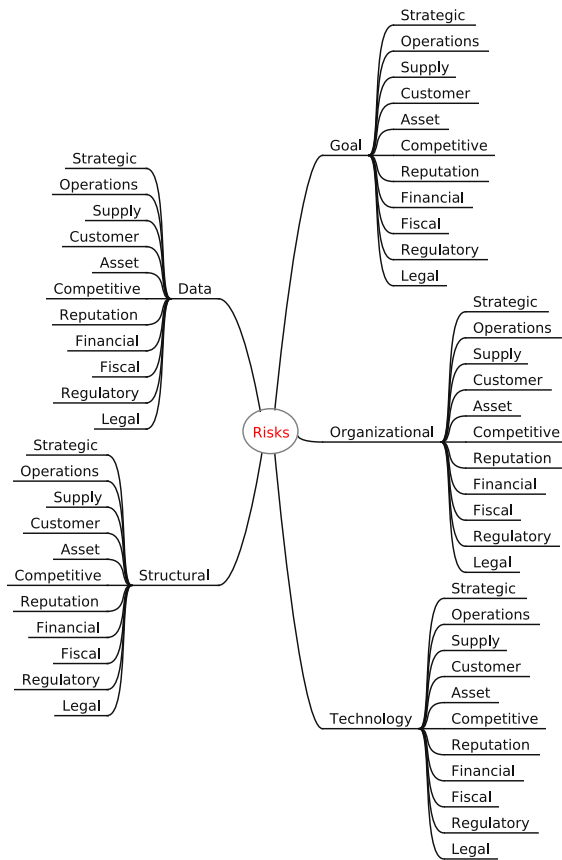 Risks
Goal
Strategic
Operations
Supply
Customer
Asset
Competitive
Reputation
Financial
Fiscal
Regulatory
Legal
Organizational
Strategic
Operations
Supply
Customer
Asset
Competitive
Reputation
Financial
Fiscal
Regulatory
Legal
Technology
Strategic
Operations
Supply
Customer
Asset
Competitive
Reputation
Financial
Fiscal
Regulatory
Legal
Data
Strategic
Operations
Supply
Customer
Asset
Competitive
Reputation
Financial
Fiscal
Regulatory
Legal
Structural
Strategic
Operations
Supply
Customer
Asset
Competitive
Reputation
Financial
Fiscal
Regulatory
Legal